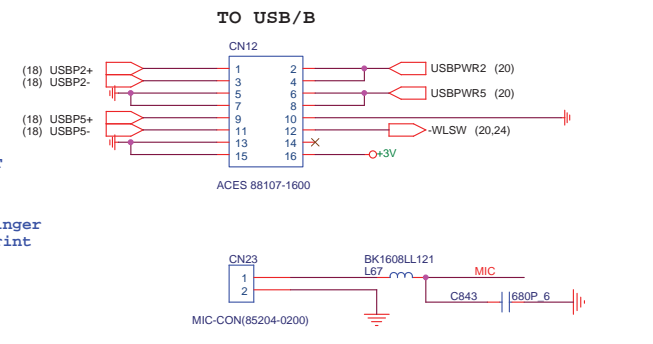 TO USB/B
CN12
(18) USBP2+ 1 2 USBPWR2 (20)
(18) USBP2- 3 4
5 6 USBPWR5 (20)
7 8
(18) USBP5+ 9 10
(18) USBP5- 11 12 -WLSW (20,24)
13 14
15 16 +3V
ACES 88107-1600
rint
CN23 BK1608LL121
L67
1 MIC
2
C843 680P_6
MIC-CON(85204-0200)